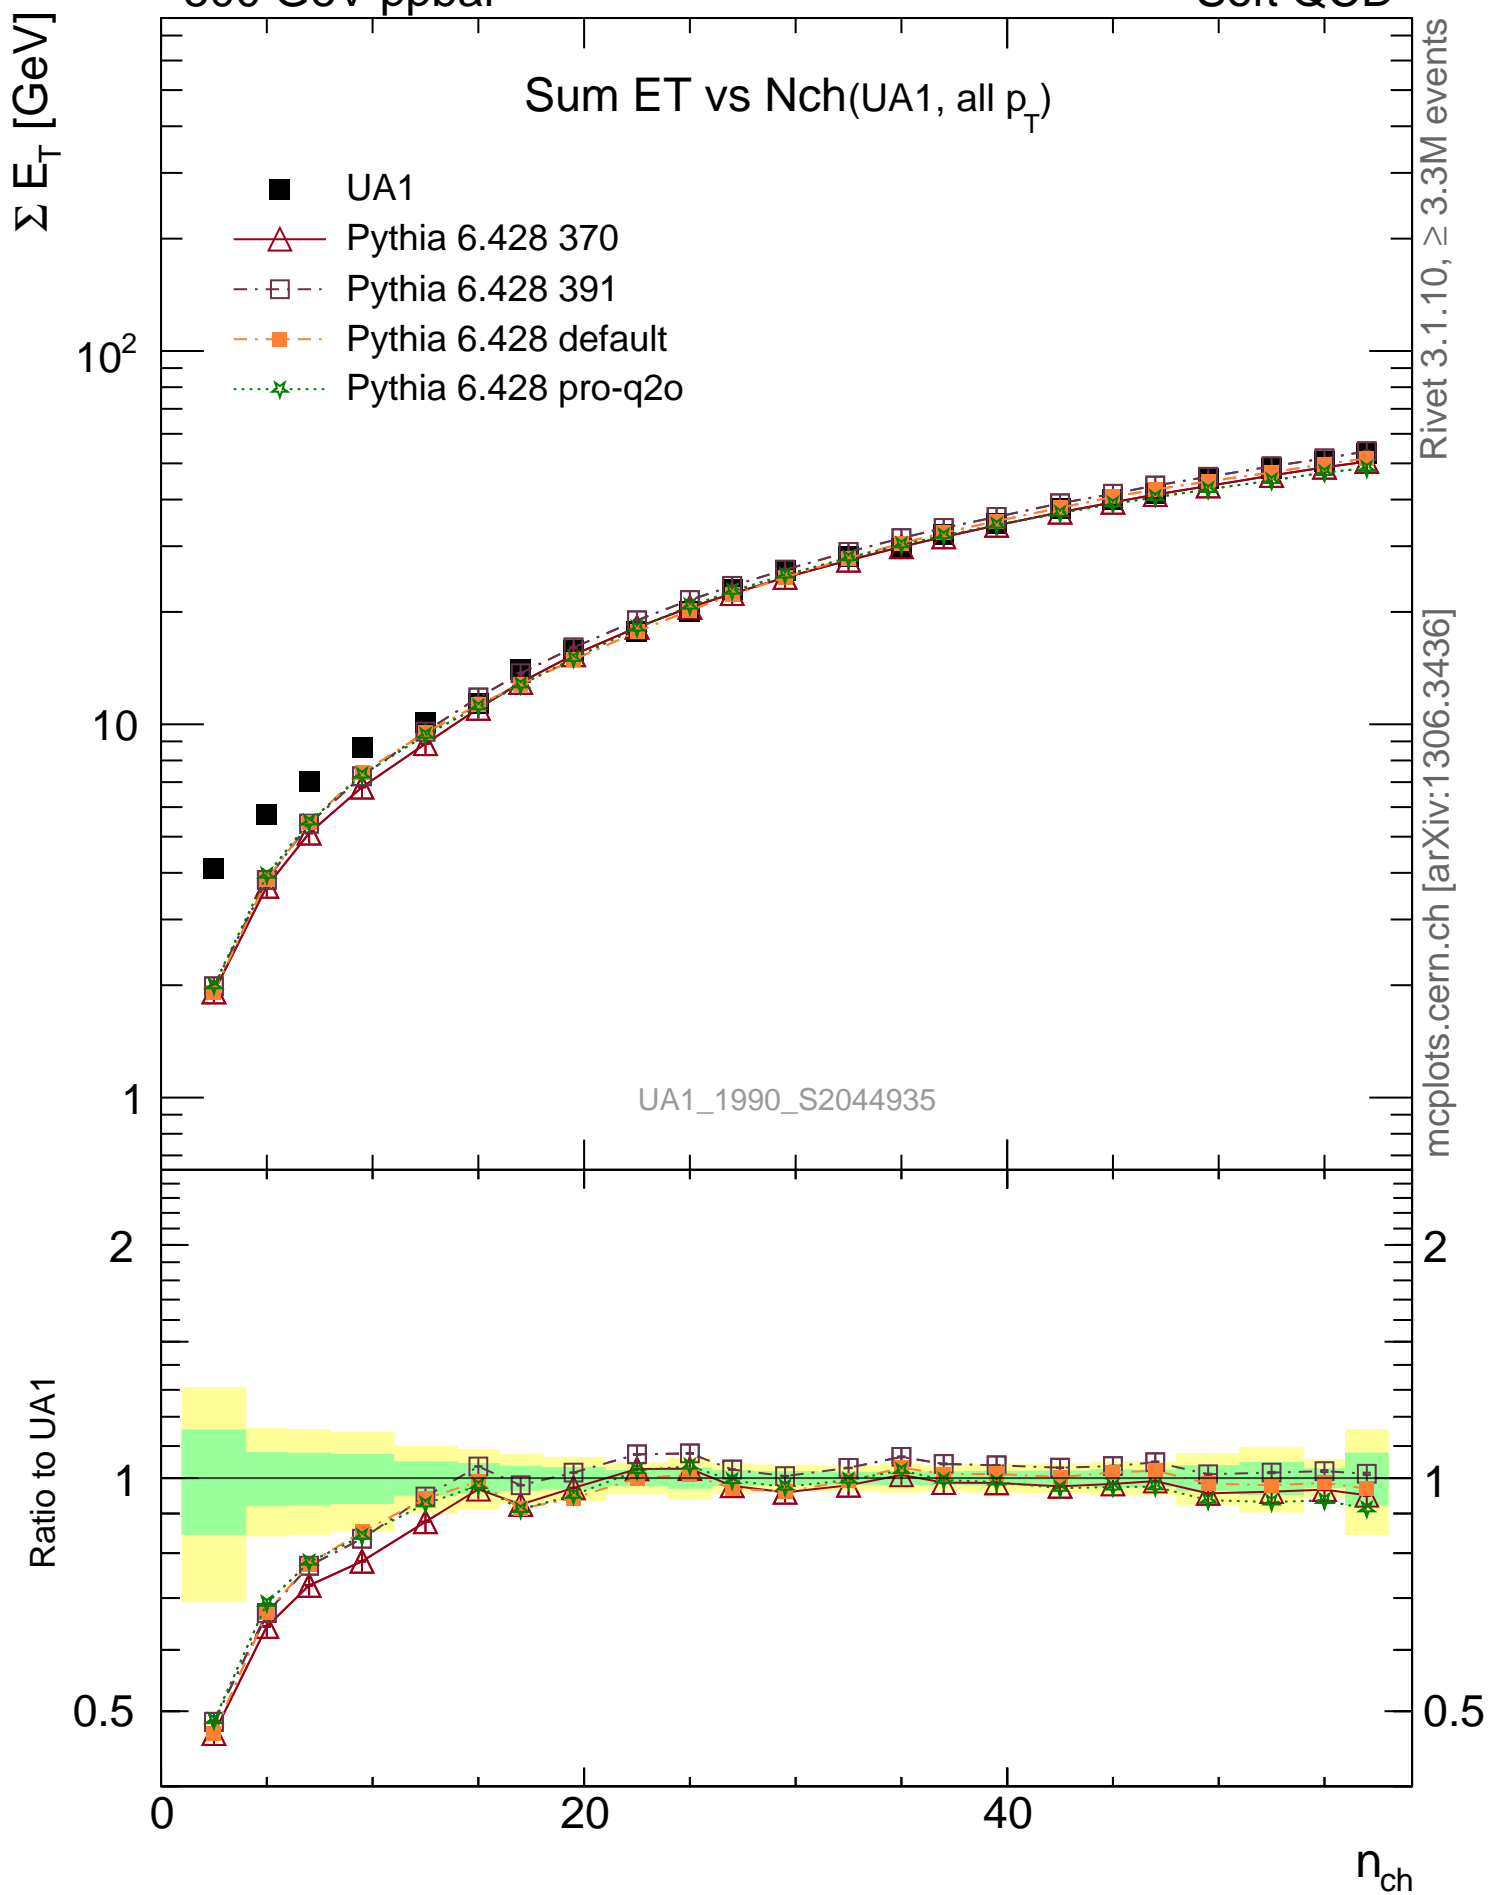 Σ E_T [GeV]
Sum ET vs Nch(UA1, all p_T)
UA1
Pythia 6.428 370
Pythia 6.428 391
Pythia 6.428 default
Pythia 6.428 pro-q2o
10²
10
1
UA1_1990_S2044935
Rivet 3.1.10, ≥ 3.3M events
mcplots.cern.ch [arXiv:1306.3436]
Ratio to UA1
2
1
0.5
2
1
0.5
0
20
40
n_ch